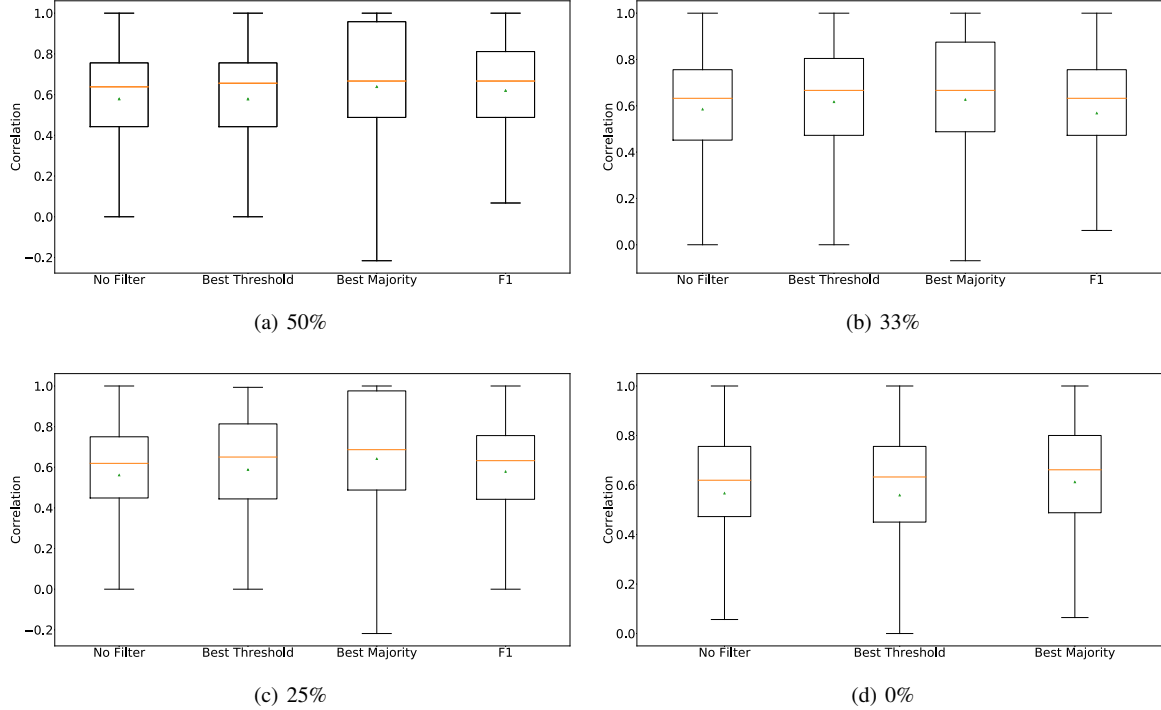 1.0
0.8
0.6
0.4
0.2
0.0
−0.2
Correlation
No Filter Best Threshold Best Majority F1
(a) 50%
1.0
0.8
0.6
0.4
0.2
0.0
Correlation
No Filter Best Threshold Best Majority F1
(b) 33%
1.0
0.8
0.6
0.4
0.2
0.0
−0.2
Correlation
No Filter Best Threshold Best Majority F1
(c) 25%
1.0
0.8
0.6
0.4
0.2
0.0
Correlation
No Filter Best Threshold Best Majority
(d) 0%